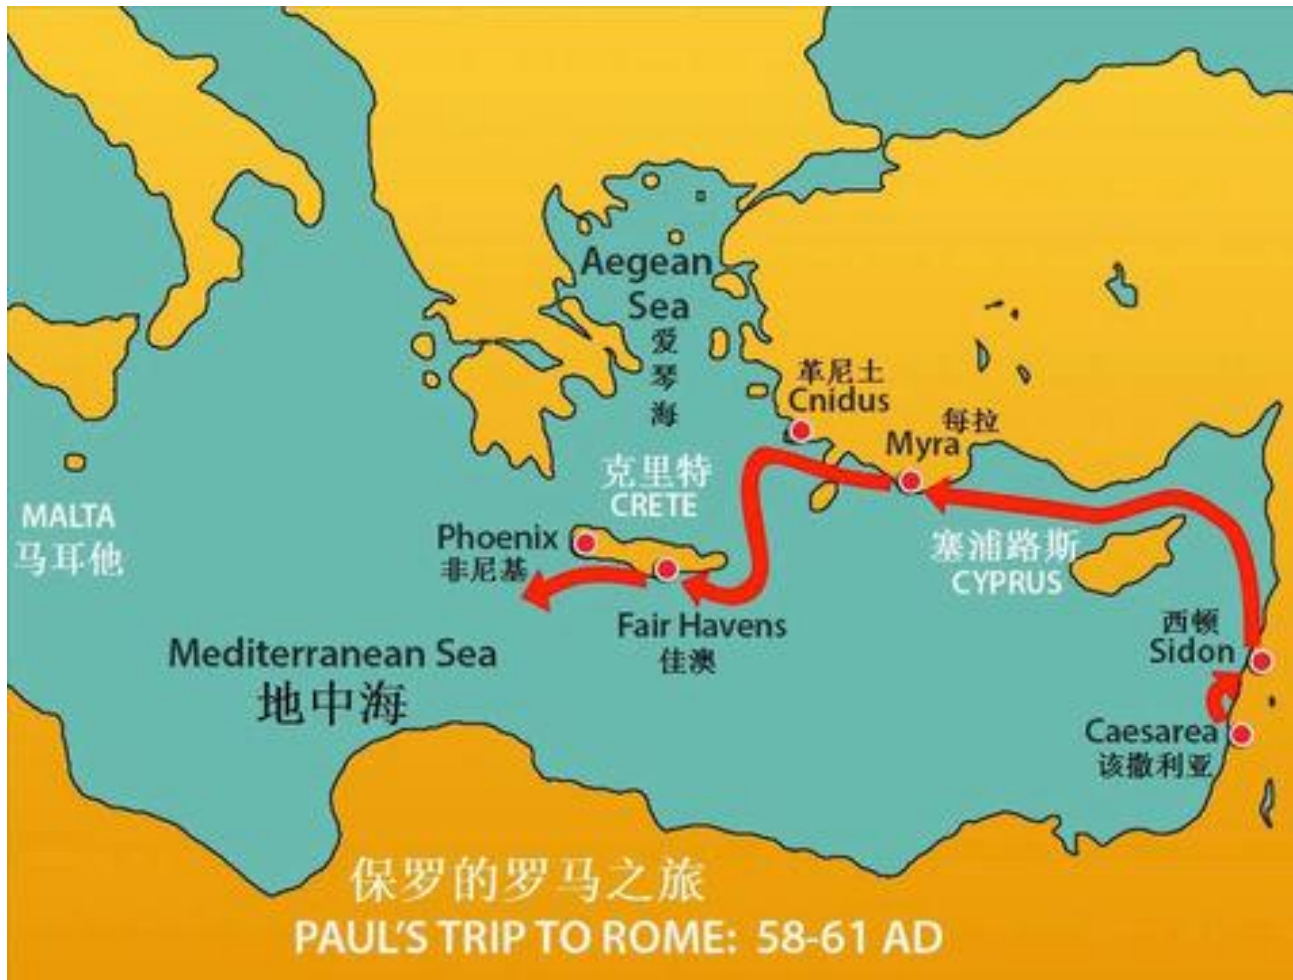 Aegean
Sea
爱
琴
海
革尼土
Cnidus
每拉
Myra
克里特
CRETE
MALTA
马耳他
Phoenix
非尼基
塞浦路斯
CYPRUS
Fair Havens
佳澳
西顿
Sidon
Mediterranean Sea
地中海
Caesarea
该撒利亚
保罗的罗马之旅
PAUL'S TRIP TO ROME: 58-61 AD